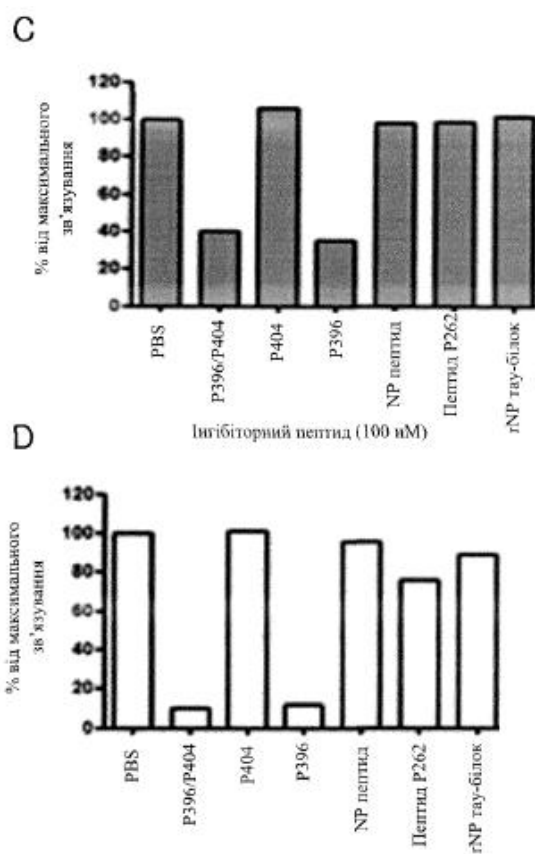 C
% від максимального
зв'язування
120
100
80
60
40
20
0
PBS
P396/P404
P404
P396
NP пептид
Пептид P262
rNP тау-білок
Інгібіторний пептид (100 нМ)
D
% від максимального
зв'язування
120
100
80
60
40
20
0
PBS
P396/P404
P404
P396
NP пептид
Пептид P262
rNP тау-білок